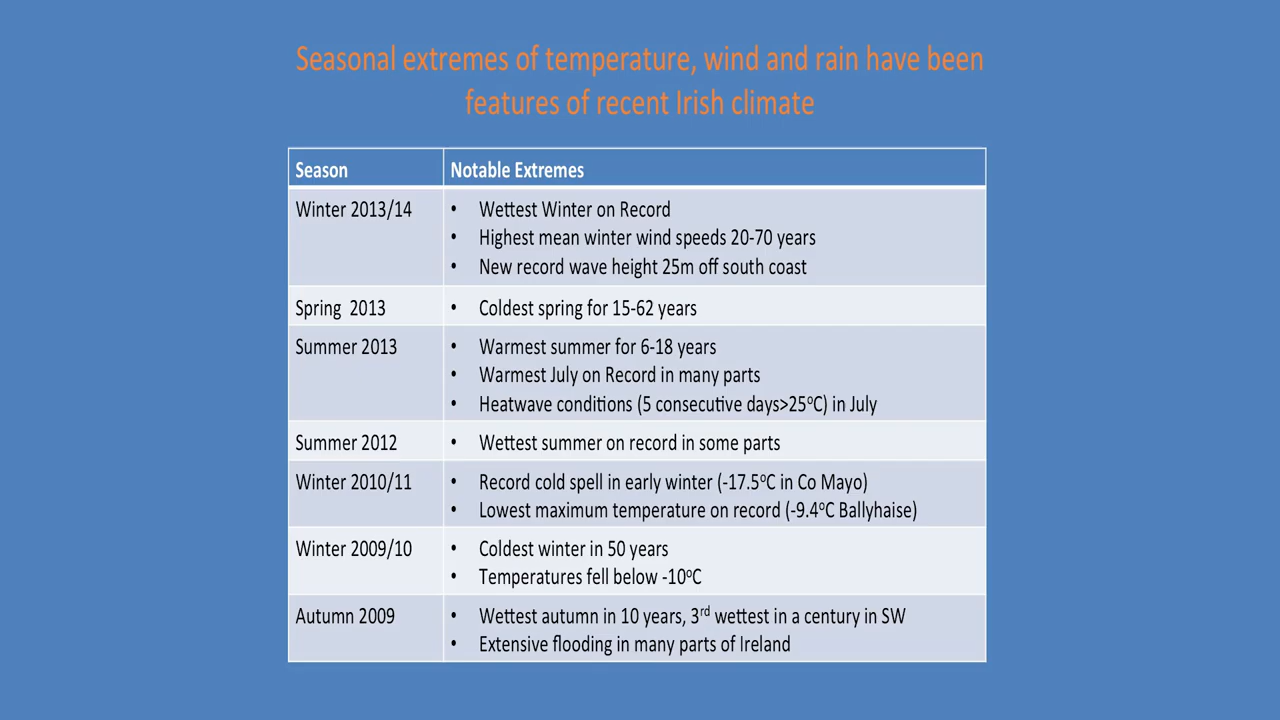 Seasonal extremes of temperature, wind and rain have been
features of recent Irish climate
Season Notable Extremes
Winter 2013/14 • Wettest Winter on Record
• Highest mean winter wind speeds 20-70 years
• New record wave height 25m off south coast
Spring 2013 • Coldest spring for 15-62 years
Summer 2013 • Warmest summer for 6-18 years
• Warmest July on Record in many parts
• Heatwave conditions (5 consecutive days>25°C) in July
Summer 2012 • Wettest summer on record in some parts
Winter 2010/11 • Record cold spell in early winter (-17.5°C in Co Mayo)
• Lowest maximum temperature on record (-9.4°C Ballyhaise)
Winter 2009/10 • Coldest winter in 50 years
• Temperatures fell below -10°C
Autumn 2009 • Wettest autumn in 10 years, 3rd wettest in a century in SW
• Extensive flooding in many parts of Ireland